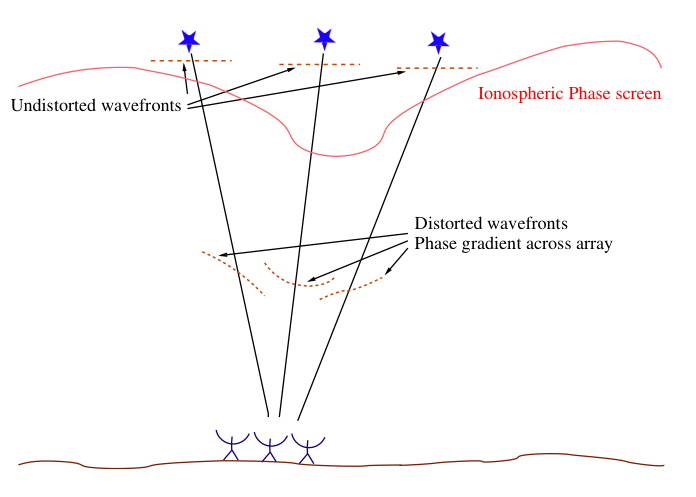 Undistorted wavefronts
Ionospheric Phase screen
Distorted wavefronts
Phase gradient across array